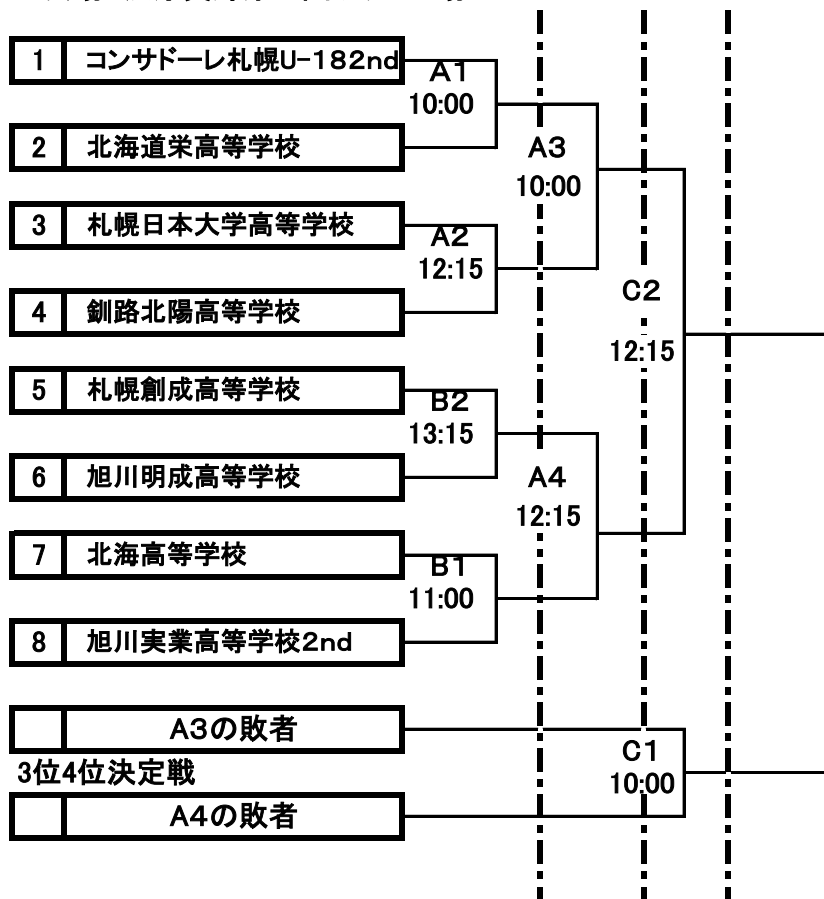 1 コンサドーレ札幌U-182nd
A1
10:00
2 北海道栄高等学校
A3
10:00
3 札幌日本大学高等学校
A2
12:15
4 釧路北陽高等学校
C2
12:15
5 札幌創成高等学校
B2
13:15
6 旭川明成高等学校
A4
12:15
7 北海高等学校
B1
11:00
8 旭川実業高等学校2nd
A3の敗者
3位4位決定戦
C1
10:00
A4の敗者